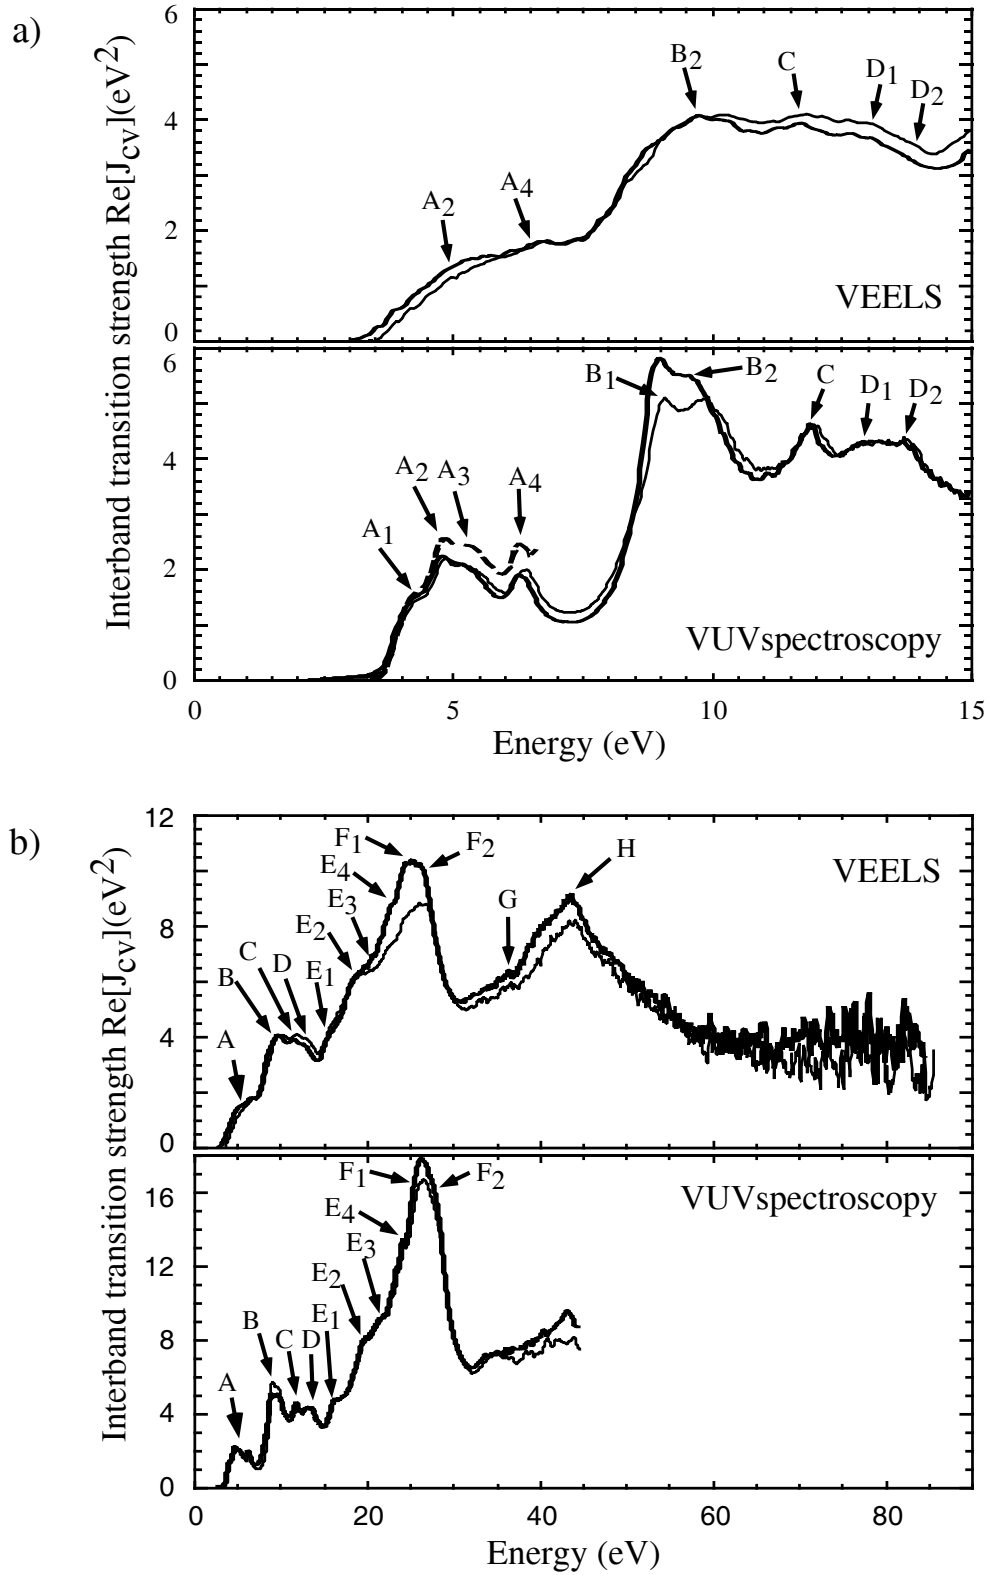 a)
Interband transition strength Re[Jcv](eV2)
6
4
2
0
A2
A4
B2
C
D1
D2
VEELS
6
4
2
0
A1
A2
A3
A4
B1
B2
C
D1
D2
VUVspectroscopy
0 5 10 15
Energy (eV)
b)
Interband transition strength Re[Jcv](eV2)
12
8
4
0
A
B
C
D
E1
E2
E3
E4
F1
F2
G
H
VEELS
16
12
8
4
0
A
B
C
D
E1
E2
E3
E4
F1
F2
VUVspectroscopy
0 20 40 60 80
Energy (eV)